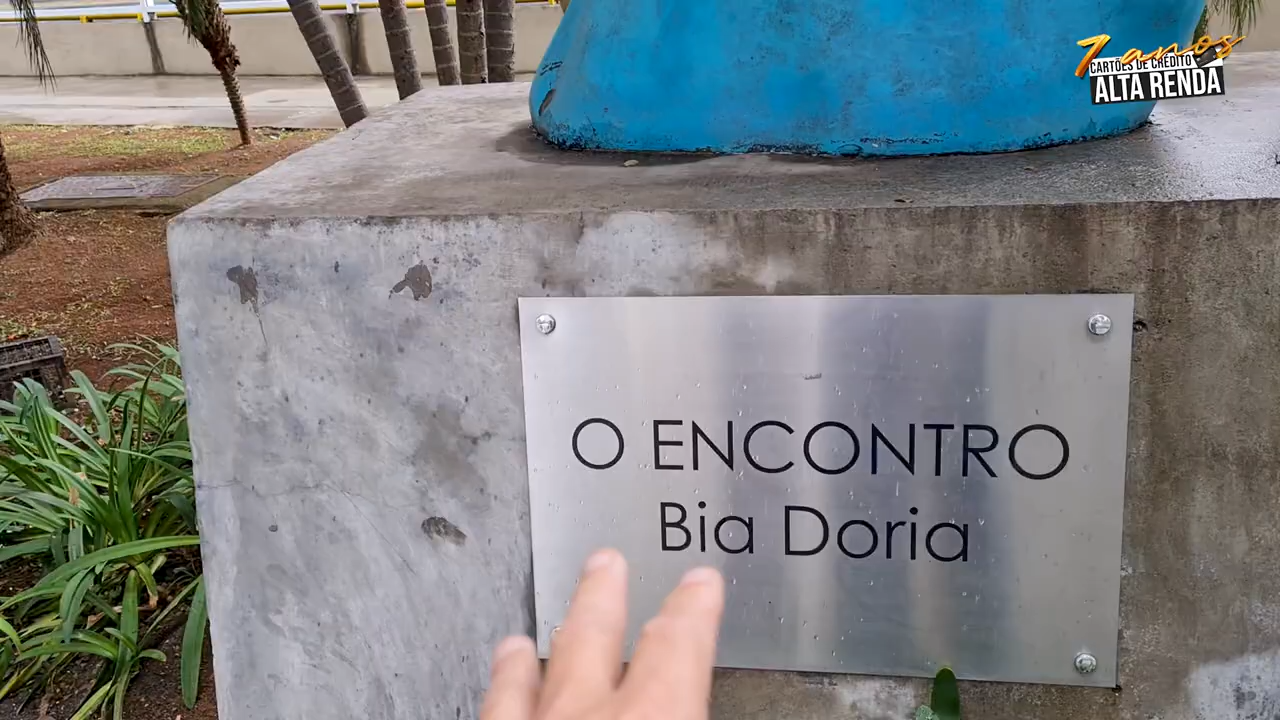 7 anos
CARTÕES DE CRÉDITO
ALTA RENDA
O ENCONTRO
Bia Doria